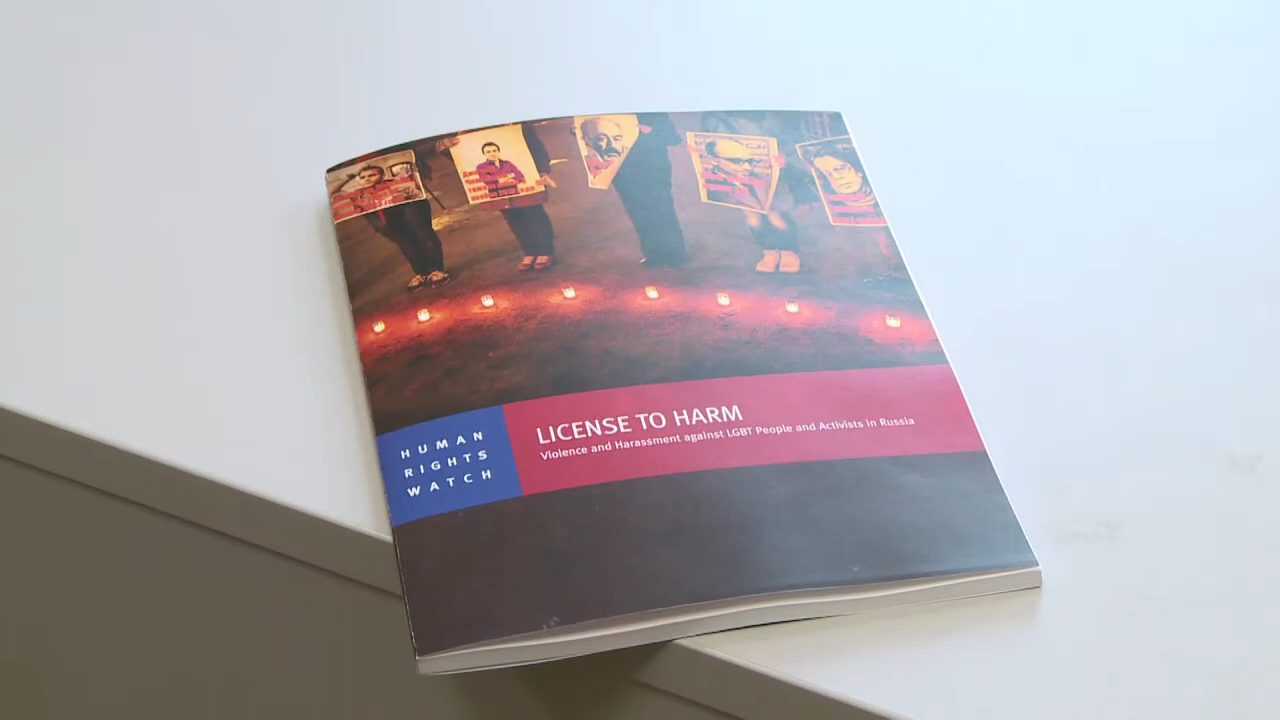 LICENSE TO HARM
Violence and Harassment against LGBT People and Activists in Russia
HUMAN
RIGHTS
WATCH